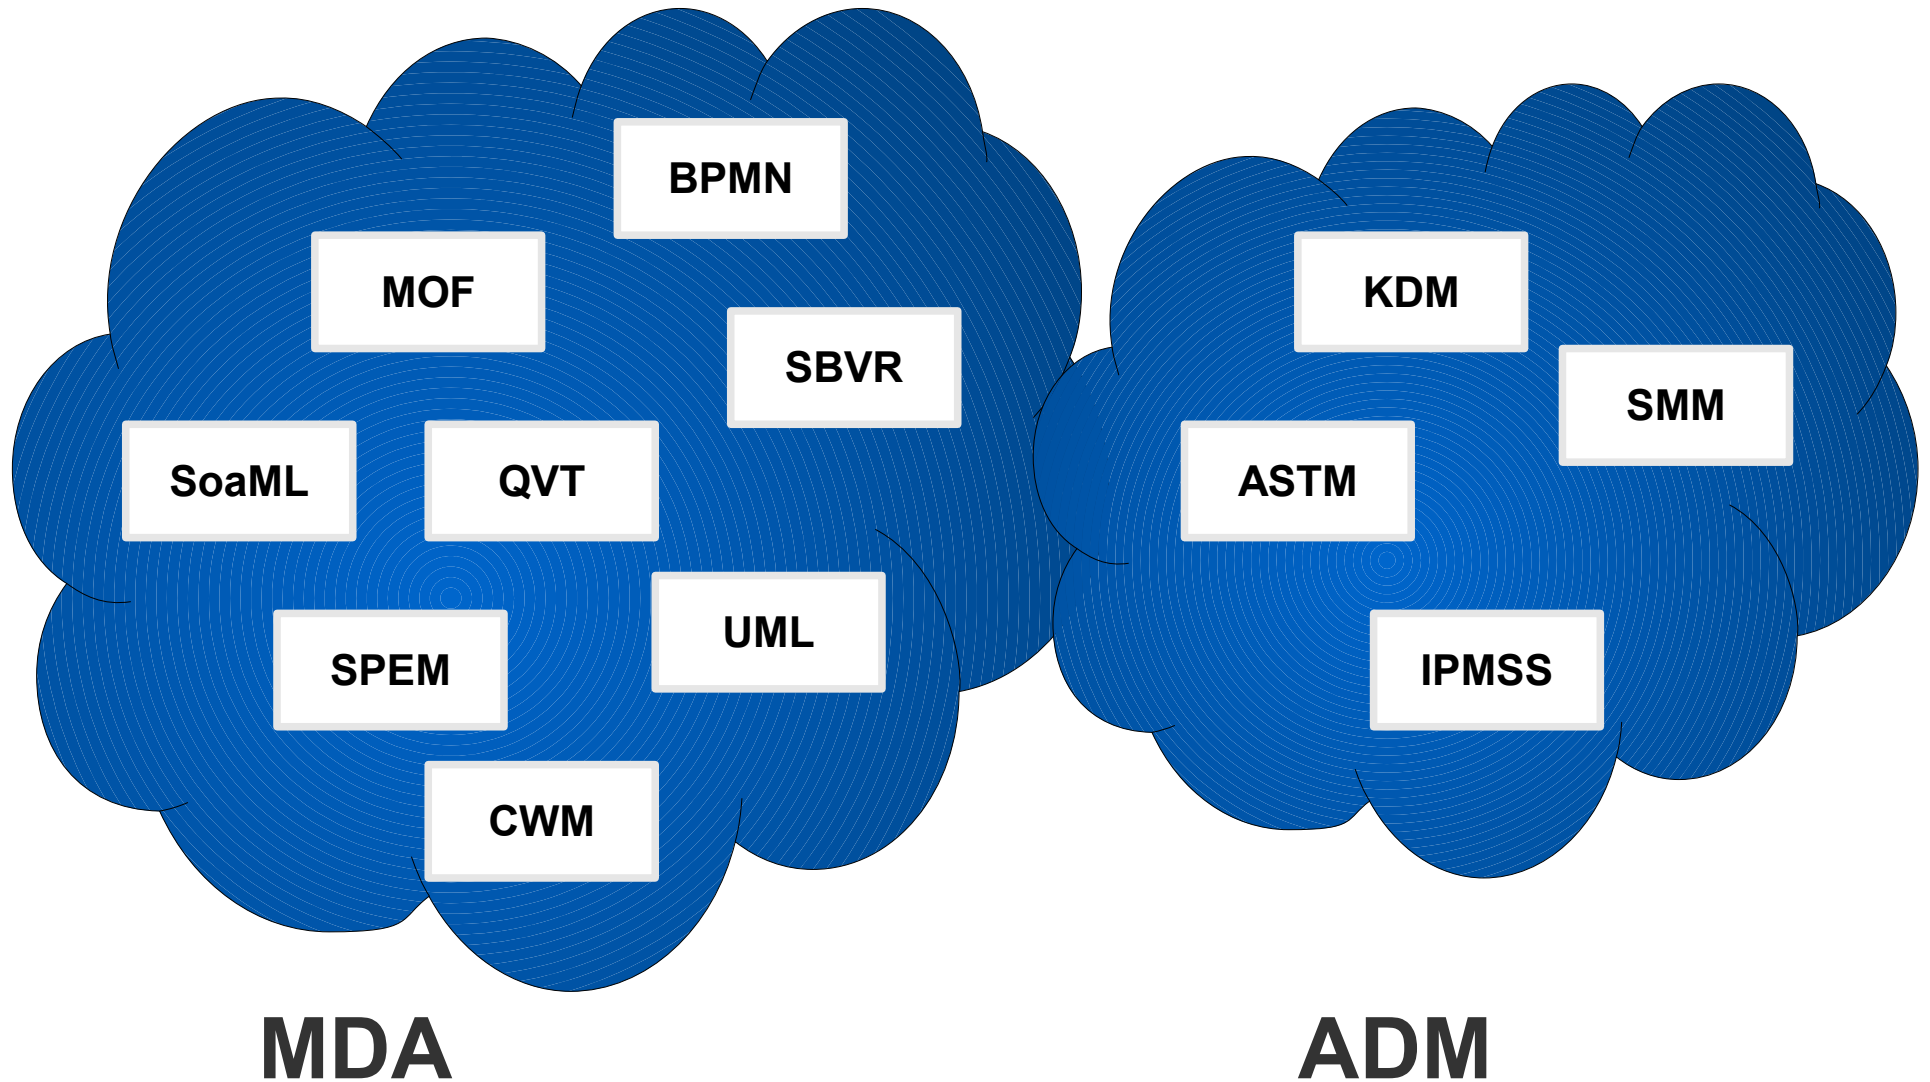 BPMN
MOF
SBVR
SoaML
QVT
UML
SPEM
CWM
MDA
KDM
SMM
ASTM
IPMSS
ADM